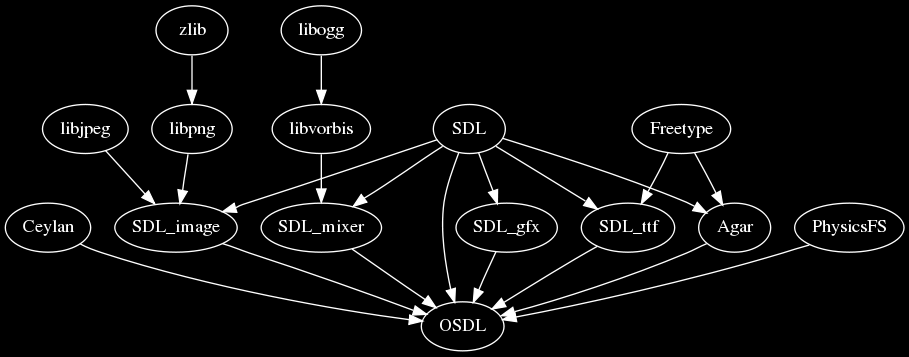 zlib
libogg
libjpeg
libpng
libvorbis
SDL
Freetype
Ceylan
SDL_image
SDL_mixer
SDL_gfx
SDL_ttf
Agar
PhysicsFS
OSDL